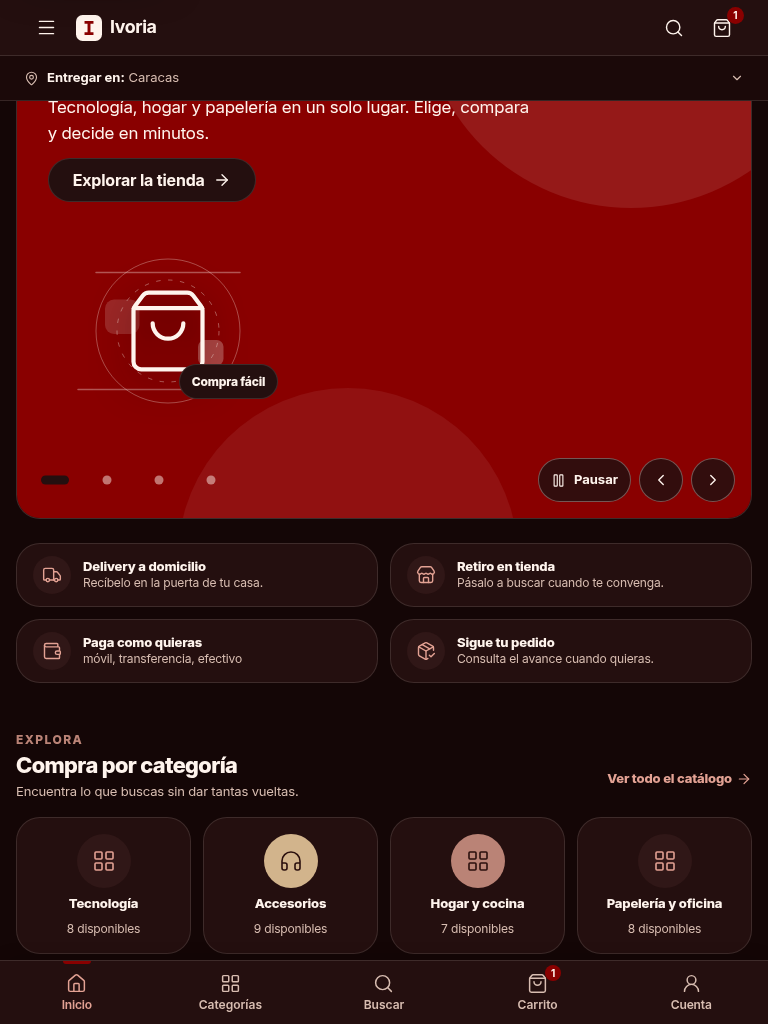 I Ivoria
1
Entregar en: Caracas
Tecnología, hogar y papelería en un solo lugar. Elige, compara
y decide en minutos.
Explorar la tienda
Compra fácil
Pausar
Delivery a domicilio
Recíbelo en la puerta de tu casa.
Retiro en tienda
Pásalo a buscar cuando te convenga.
Paga como quieras
móvil, transferencia, efectivo
Sigue tu pedido
Consulta el avance cuando quieras.
EXPLORA
Compra por categoría
Encuentra lo que buscas sin dar tantas vueltas.
Ver todo el catálogo
Tecnología
8 disponibles
Accesorios
9 disponibles
Hogar y cocina
7 disponibles
Papelería y oficina
8 disponibles
Inicio
Categorías
Buscar
1
Carrito
Cuenta